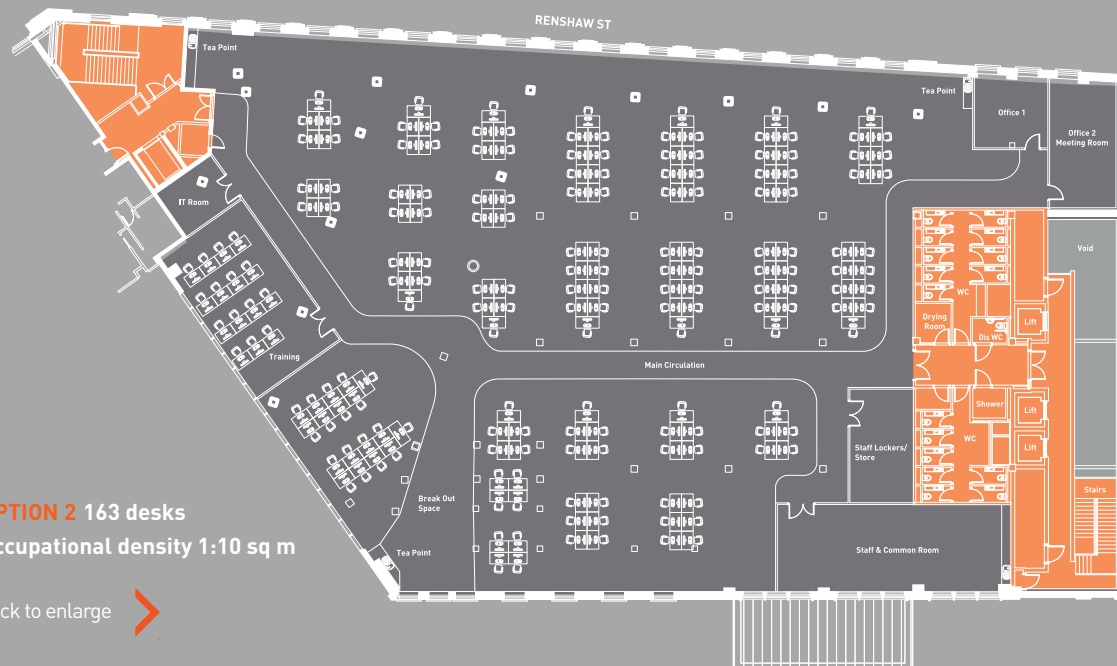 RENSHAW ST
Tea Point
Tea Point
Office 1
Office 2
Meeting Room
IT Room
Void
WC
Drying
Room
Lift
Dis WC
Training
Main Circulation
Shower
Lift
Staff Lockers/
Store
WC
Lift
Stairs
Break Out
Space
PTION 2 163 desks
ccupational density 1:10 sq m
Tea Point
Staff & Common Room
ck to enlarge